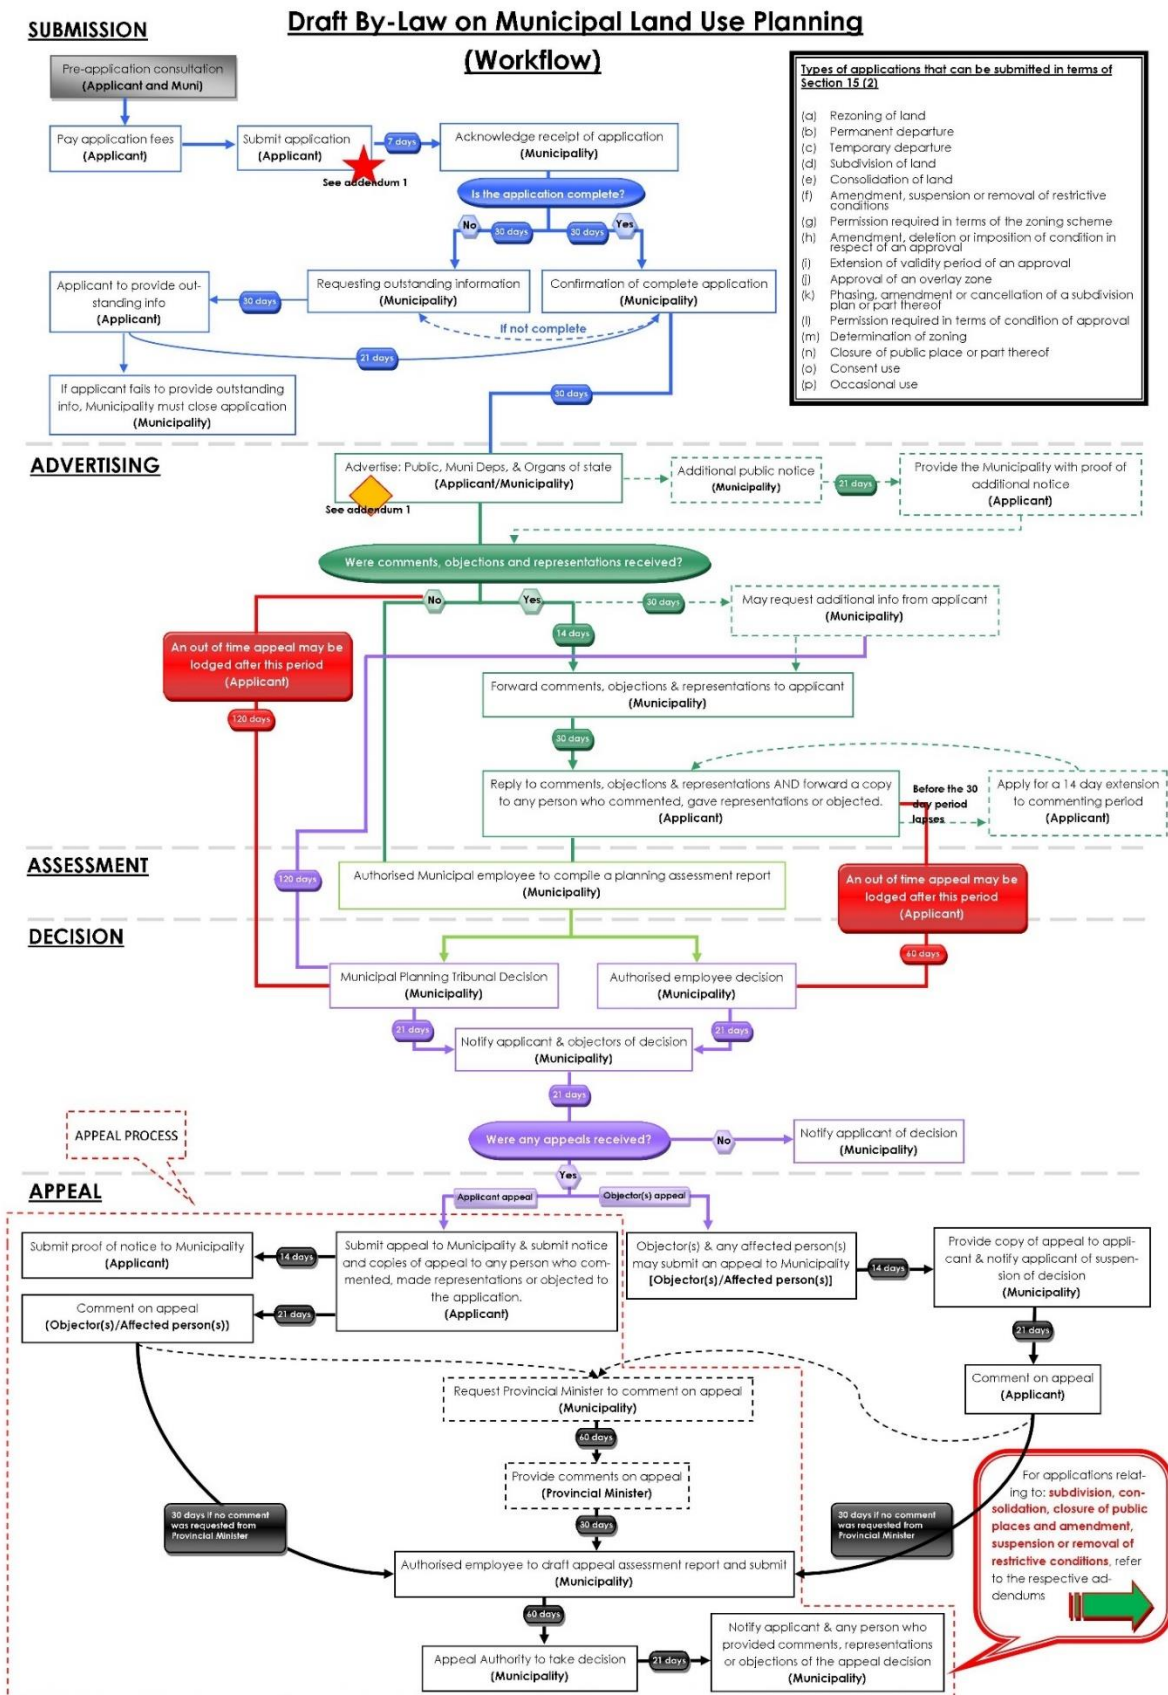 Draft By-Law on Municipal Land Use Planning
(Workflow)
SUBMISSION
Pre-application consultation
(Applicant and Muni)
Pay application fees
(Applicant)
Submit application
(Applicant)
See addendum 1
7 days
Acknowledge receipt of application
(Municipality)
Is the application complete?
No
30 days
30 days
Yes
Applicant to provide out-
standing info
(Applicant)
30 days
Requesting outstanding information
(Municipality)
Confirmation of complete application
(Municipality)
If not complete
21 days
If applicant fails to provide outstanding
info, Municipality must close application
(Municipality)
30 days
Types of applications that can be submitted in terms of
Section 15 (2)
(a) Rezoning of land
(b) Permanent departure
(c) Temporary departure
(d) Subdivision of land
(e) Consolidation of land
(f) Amendment, suspension or removal of restrictive
conditions
(g) Permission required in terms of the zoning scheme
(h) Amendment, deletion or imposition of condition in
respect of an approval
(i) Extension of validity period of an approval
(j) Approval of an overlay zone
(k) Phasing, amendment or cancellation of a subdivision
plan or part thereof
(l) Permission required in terms of condition of approval
(m) Determination of zoning
(n) Closure of public place or part thereof
(o) Consent use
(p) Occasional use
ADVERTISING
Advertise: Public, Muni Deps, & Organs of state
(Applicant/Municipality)
See addendum 1
Additional public notice
(Municipality)
21 days
Provide the Municipality with proof of
additional notice
(Applicant)
Were comments, objections and representations received?
No
Yes
30 days
May request additional info from applicant
(Municipality)
14 days
An out of time appeal may be
lodged after this period
(Applicant)
120 days
Forward comments, objections & representations to applicant
(Municipality)
30 days
Reply to comments, objections & representations AND forward a copy
to any person who commented, gave representations or objected.
(Applicant)
Before the 30
day period
lapses
Apply for a 14 day extension
to commenting period
(Applicant)
ASSESSMENT
120 days
Authorised Municipal employee to compile a planning assessment report
(Municipality)
An out of time appeal may be
lodged after this period
(Applicant)
60 days
DECISION
Municipal Planning Tribunal Decision
(Municipality)
Authorised employee decision
(Municipality)
21 days
21 days
Notify applicant & objectors of decision
(Municipality)
21 days
Were any appeals received?
No
Notify applicant of decision
(Municipality)
Yes
APPEAL PROCESS
APPEAL
Applicant appeal
Objector(s) appeal
Submit proof of notice to Municipality
(Applicant)
14 days
Submit appeal to Municipality & submit notice
and copies of appeal to any person who com-
mented, made representations or objected to
the application.
(Applicant)
Comment on appeal
(Objector(s)/Affected person(s))
21 days
Objector(s) & any affected person(s)
may submit an appeal to Municipality
[Objector(s)/Affected person(s)]
14 days
Provide copy of appeal to appli-
cant & notify applicant of suspen-
sion of decision
(Municipality)
21 days
Comment on appeal
(Applicant)
Request Provincial Minister to comment on appeal
(Municipality)
60 days
Provide comments on appeal
(Provincial Minister)
30 days
30 days if no comment
was requested from
Provincial Minister
30 days if no comment
was requested from
Provincial Minister
Authorised employee to draft appeal assessment report and submit
(Municipality)
60 days
Appeal Authority to take decision
(Municipality)
21 days
Notify applicant & any person who
provided comments, representations
or objections of the appeal decision
(Municipality)
For applications relat-
ing to: subdivision, con-
solidation, closure of public
places and amendment,
suspension or removal of
restrictive conditions, refer
to the respective ad-
dendums